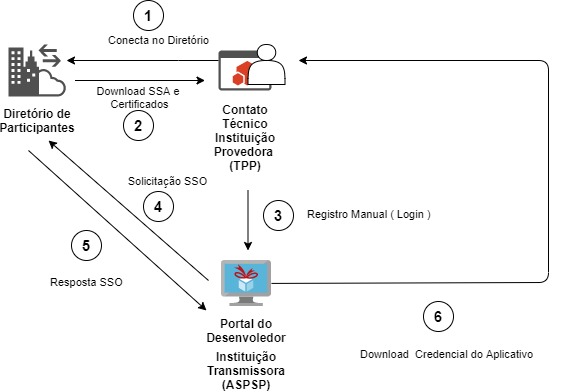 1
Conecta no Diretório
Download SSA e
Certificados
2
Diretório de
Participantes
Contato
Técnico
Instituição
Provedora
(TPP)
Solicitação SSO
4
3
Registro Manual ( Login )
5
Resposta SSO
Portal do
Desenvoledor
Instituição
Transmissora
(ASPSP)
6
Download Credencial do Aplicativo